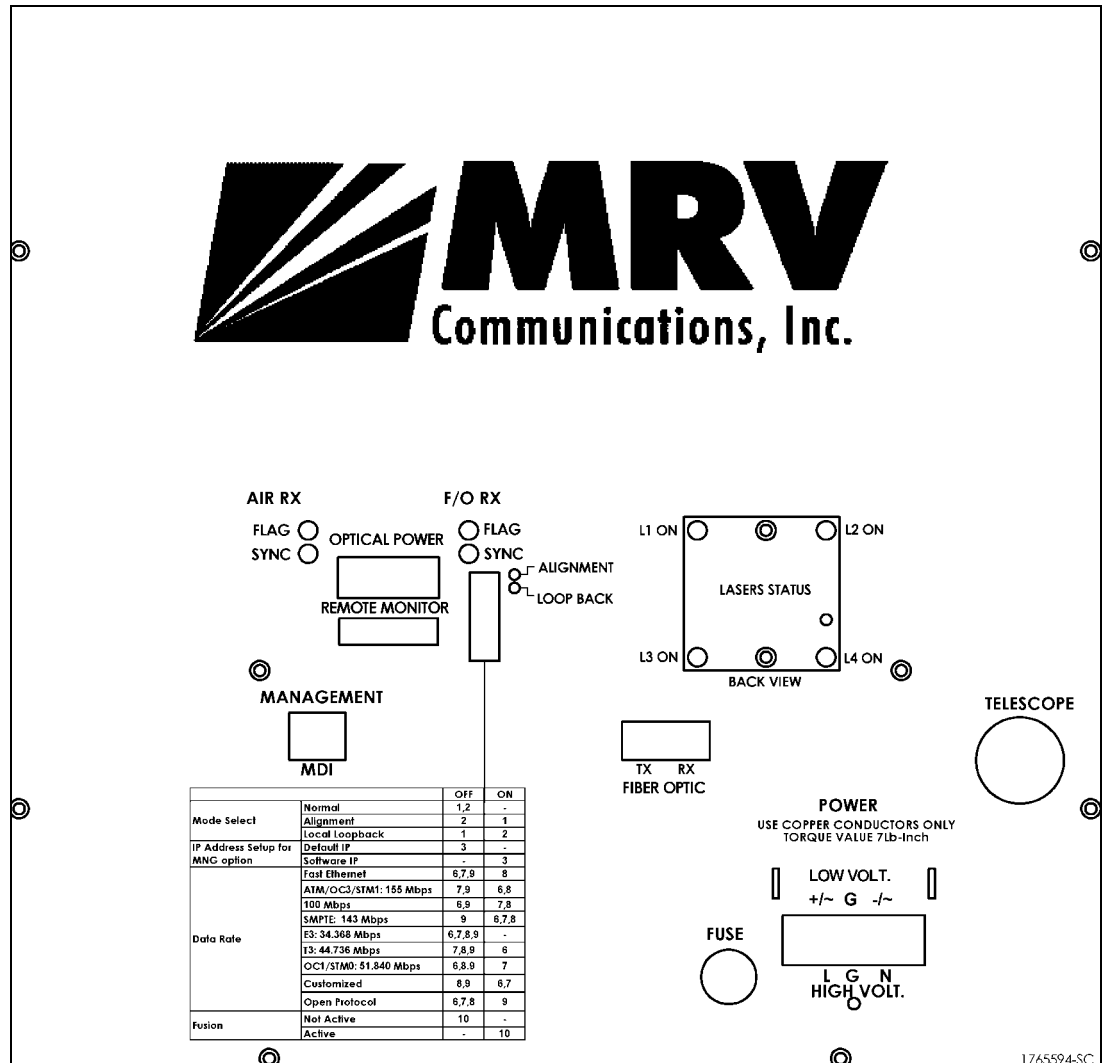 MRV
Communications, Inc.
AIR RX
F/O RX
FLAG
SYNC
OPTICAL POWER
FLAG
SYNC
ALIGNMENT
LOOP BACK
REMOTE MONITOR
L1 ON
L2 ON
LASERS STATUS
L3 ON
L4 ON
BACK VIEW
MANAGEMENT
MDI
TX RX
FIBER OPTIC
TELESCOPE
POWER
USE COPPER CONDUCTORS ONLY
TORQUE VALUE 7Lb-Inch
LOW VOLT.
+/~ G -/~
FUSE
L G N
HIGH VOLT.
OFF ON
Mode Select Normal 1,2 -
Alignment 2 1
Local Loopback 1 2
IP Address Setup for MNG option Default IP 3 -
Software IP - 3
Data Rate Fast Ethernet 6,7,9 8
ATM/OC3/STM1: 155 Mbps 7,9 6,8
100 Mbps 6,9 7,8
SMPTE: 143 Mbps 9 6,7,8
E3: 34.368 Mbps 6,7,8,9 -
T3: 44.736 Mbps 7,8,9 6
OC1/STM0: 51.840 Mbps 6,8,9 7
Customized 8,9 6,7
Open Protocol 6,7,8 9
Fusion Not Active 10 -
Active - 10
1765594-SC